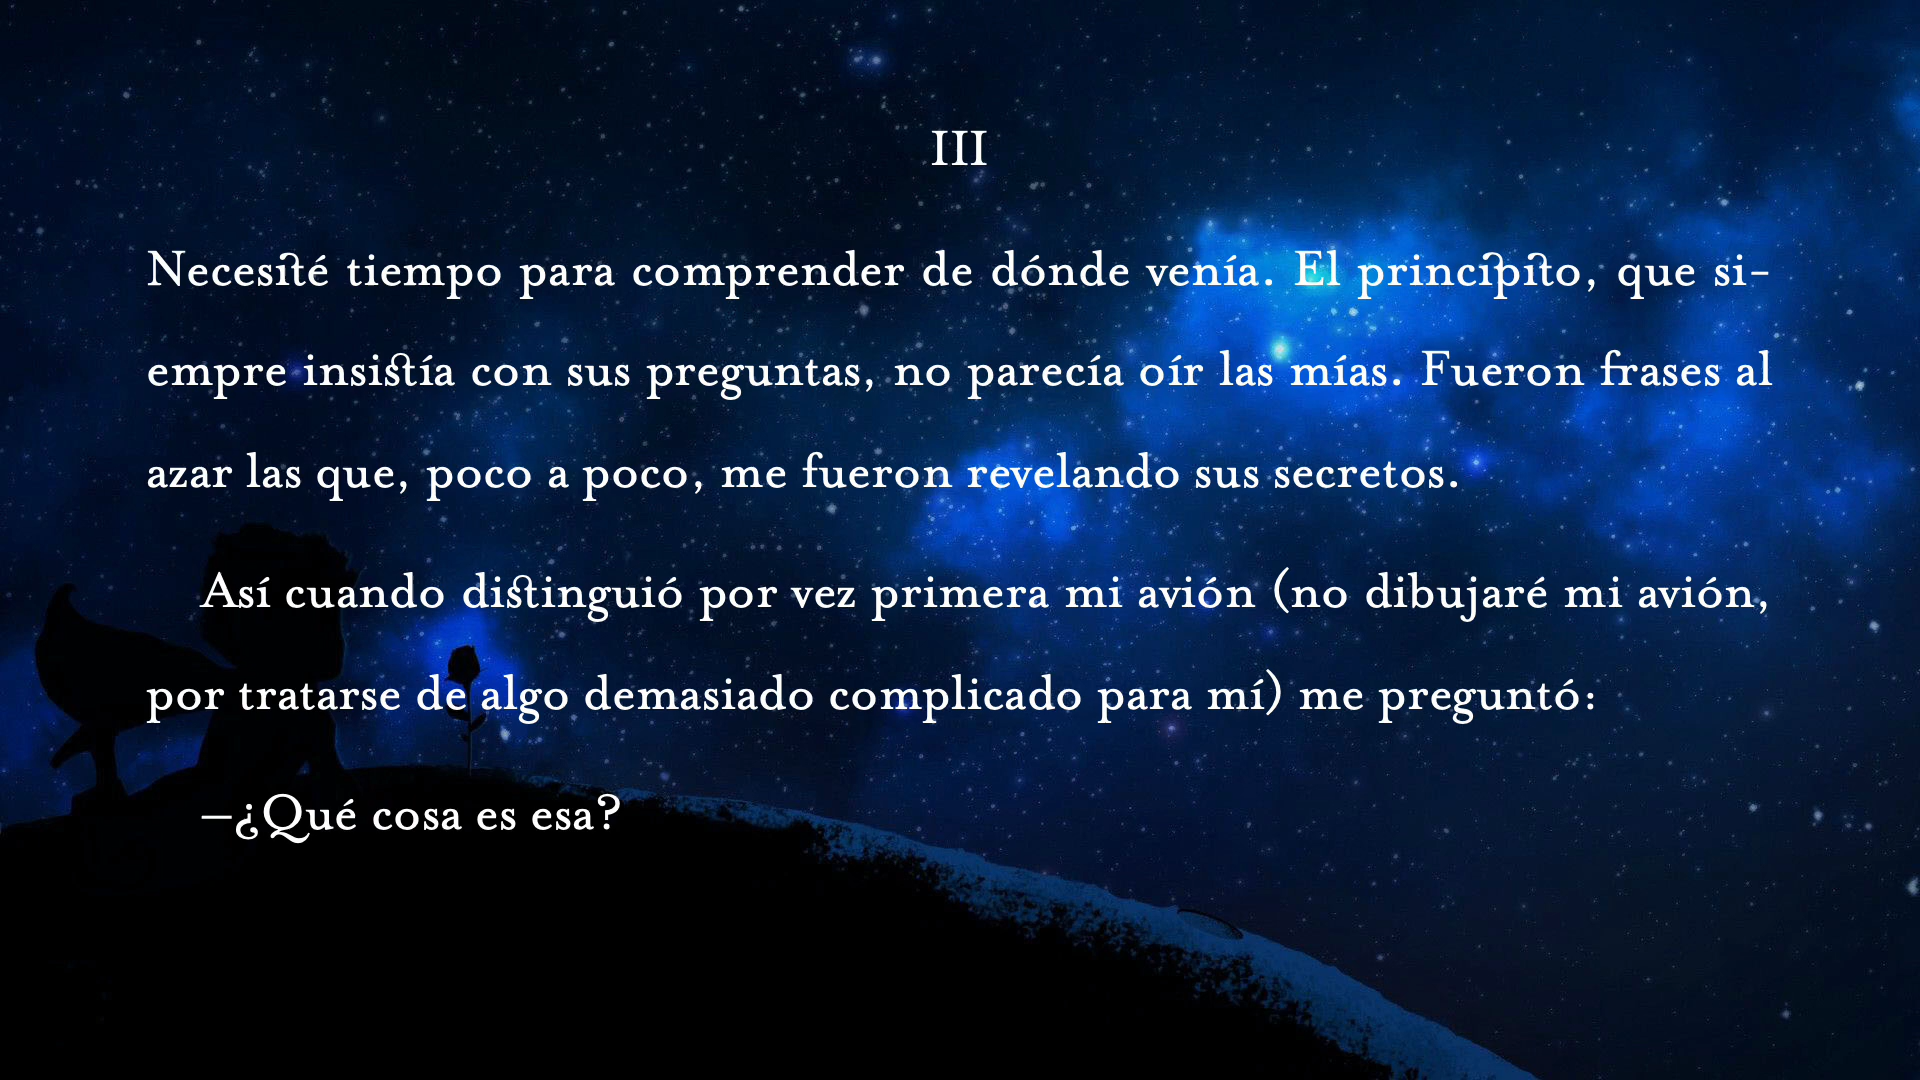 III
Necesité tiempo para comprender de dónde venía. El principito, que si-
empre insistía con sus preguntas, no parecía oír las mías. Fueron frases al
azar las que, poco a poco, me fueron revelando sus secretos.
Así cuando distinguió por vez primera mi avión (no dibujaré mi avión,
por tratarse de algo demasiado complicado para mí) me preguntó:
—¿Qué cosa es esa?